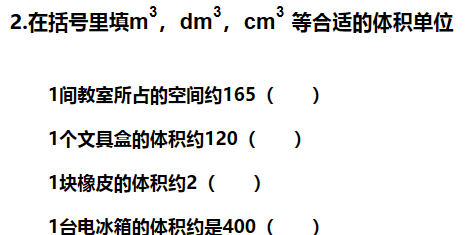 2.在括号里填m³，dm³，cm³ 等合适的体积单位
1间教室所占的空间约165（　　）
1个文具盒的体积约120（　　）
1块橡皮的体积约2（　　）
1台电冰箱的体积约是400（　　）